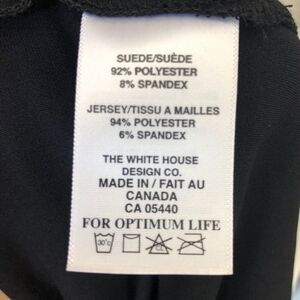 SUEDE/SUÈDE
92% POLYESTER
8% SPANDEX
JERSEY/TISSU A MAILLES
94% POLYESTER
6% SPANDEX
THE WHITE HOUSE
DESIGN CO.
MADE IN / FAIT AU
CANADA
CA 05440
FOR OPTIMUM LIFE
30°C CL